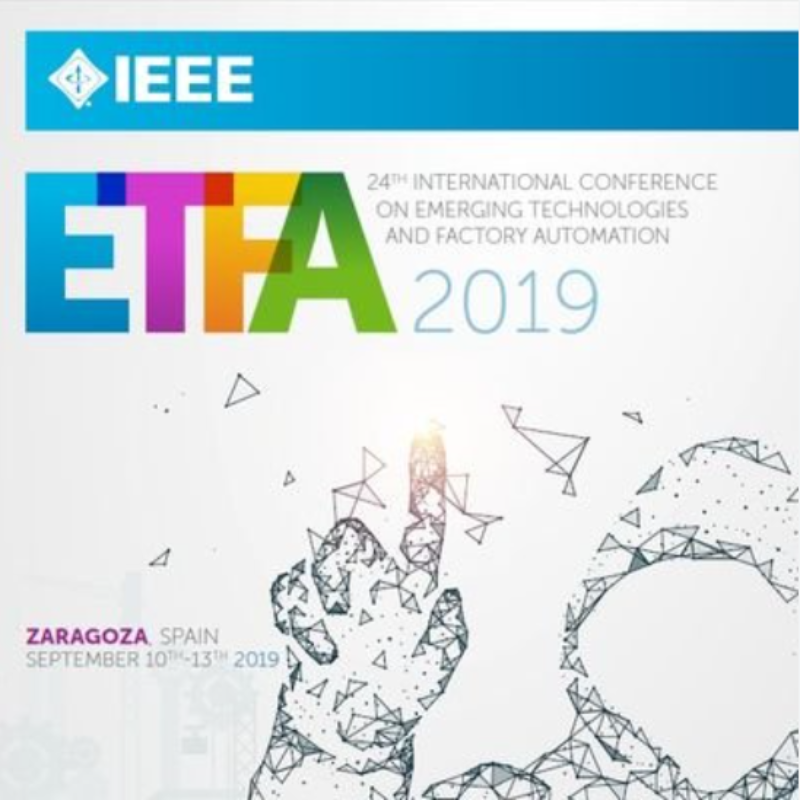 IEEE
ETFA
24TH INTERNATIONAL CONFERENCE
ON EMERGING TECHNOLOGIES
AND FACTORY AUTOMATION
2019
ZARAGOZA, SPAIN
SEPTEMBER 10TH-13TH 2019